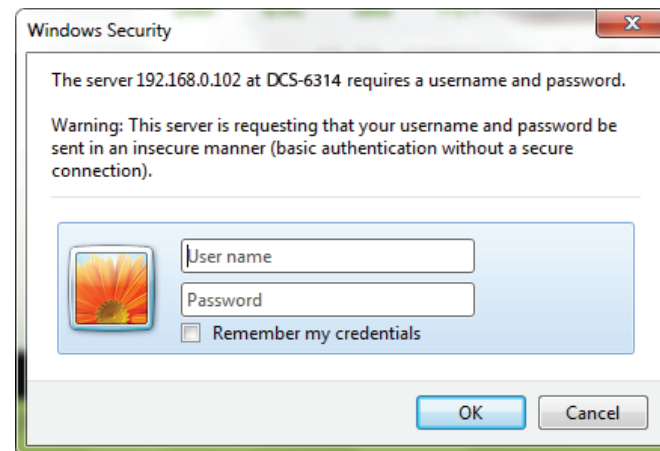 Windows Security
The server 192.168.0.102 at DCS-6314 requires a username and password.
Warning: This server is requesting that your username and password be
sent in an insecure manner (basic authentication without a secure
connection).
User name
Password
Remember my credentials
OK
Cancel